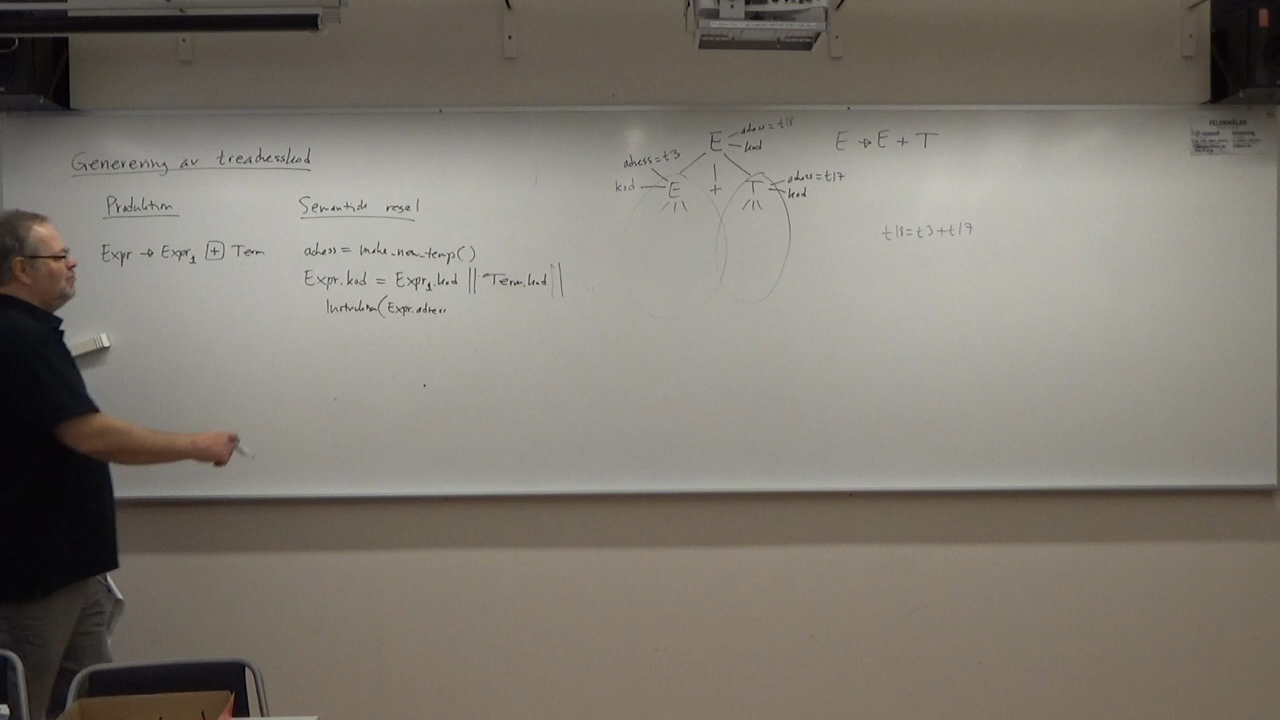 Generering av treadresskod
Produktion
Semantisk regel
Expr → Expr₁ + Term
adress = make_new_temp()
Expr.kod = Expr₁.kod || Term.kod ||
Instruktion(Expr.adress
E
adress = t18
kod
adress = t3
kod
E
+
T
adress = t17
kod
E → E + T
t18 = t3 + t17
FELANMÄLAN